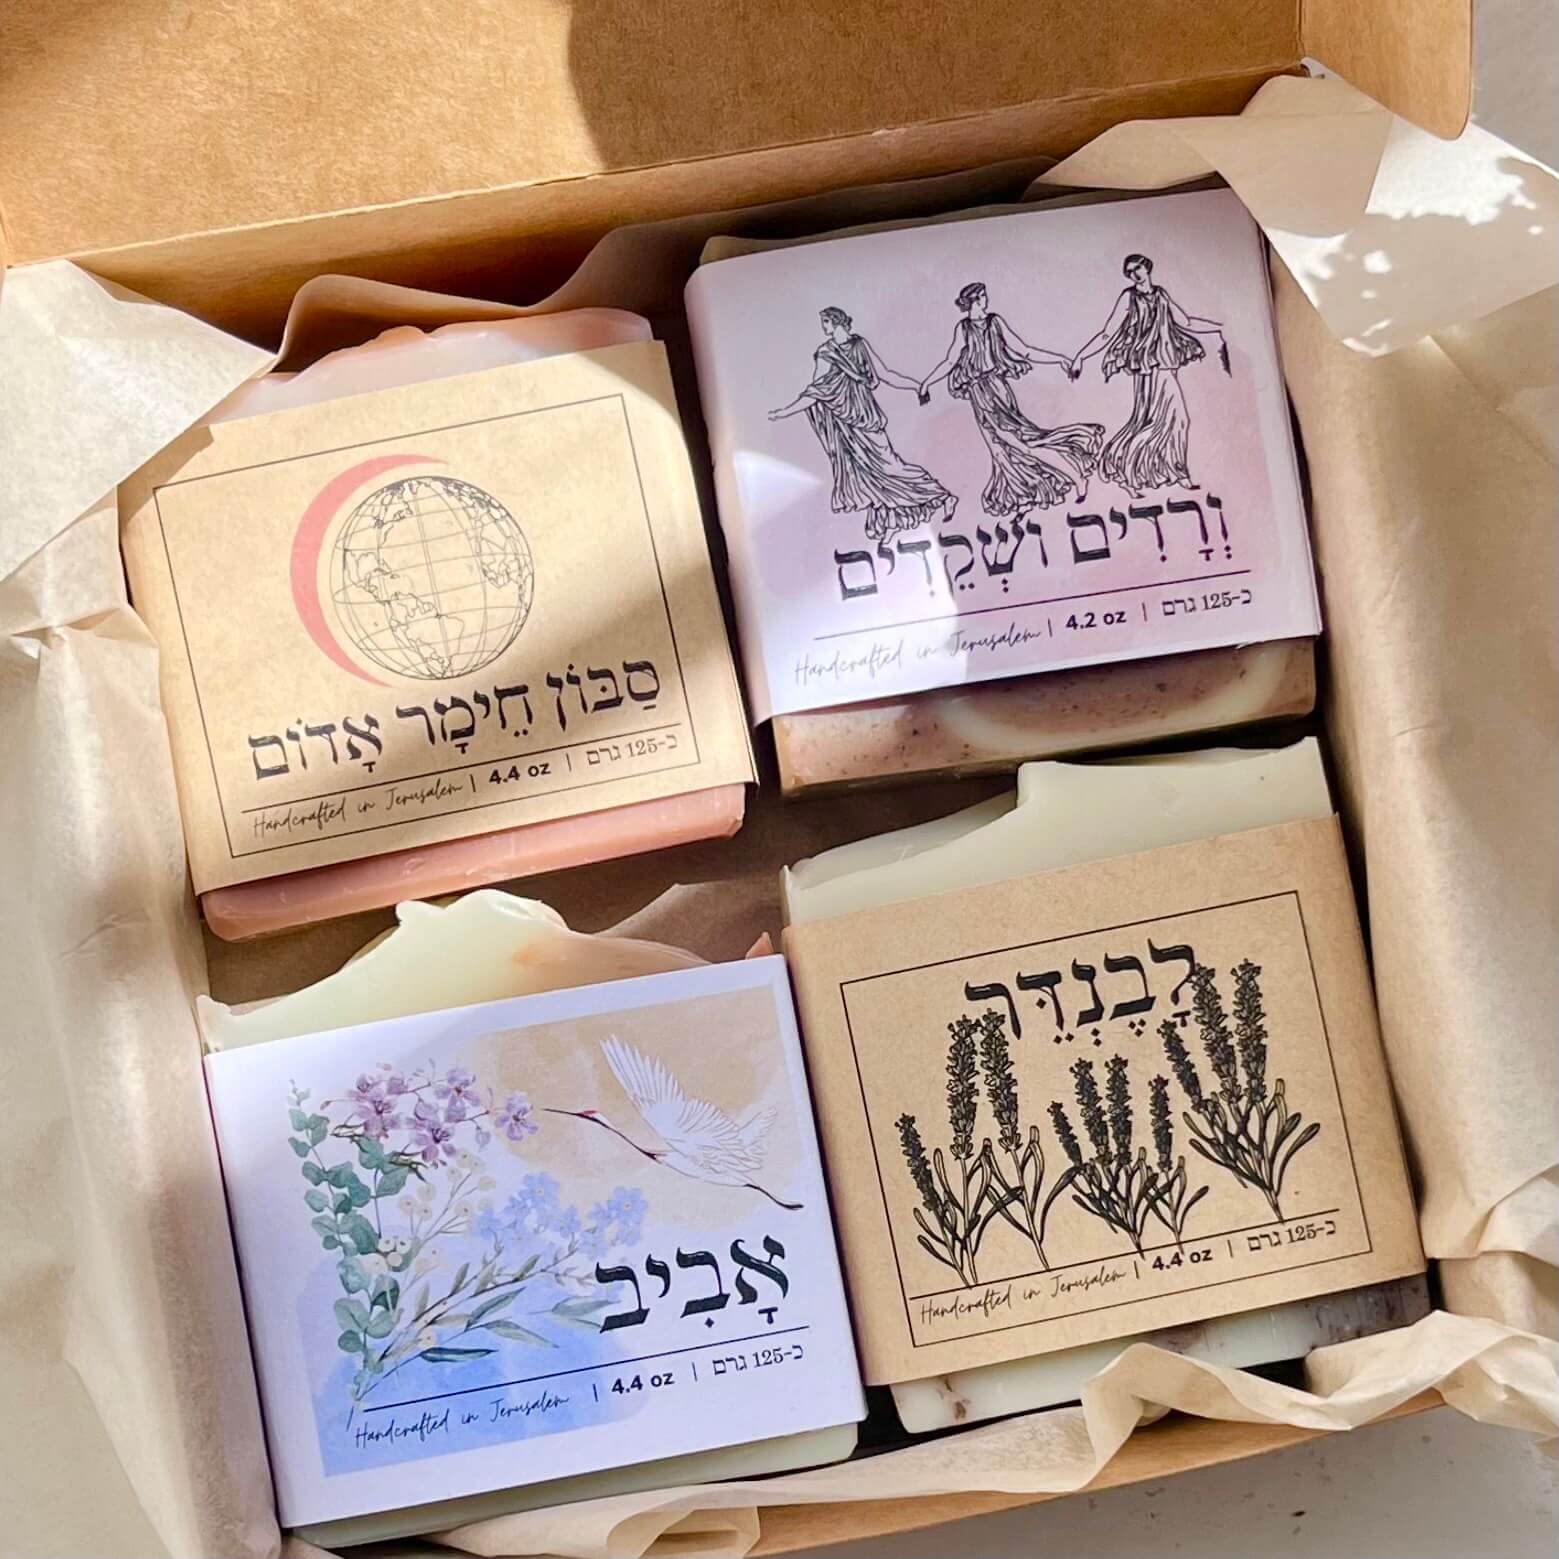 סַבּוֹן חֵימָר אָדוֹם
Handcrafted in Jerusalem | 4.4 oz | כ-125 גרם
וְרָדִים וּשְׁקֵדִים
Handcrafted in Jerusalem | 4.2 oz | כ-125 גרם
אָבִיב
Handcrafted in Jerusalem | 4.4 oz | כ-125 גרם
לָבֶנְדֵּר
Handcrafted in Jerusalem | 4.4 oz | כ-125 גרם